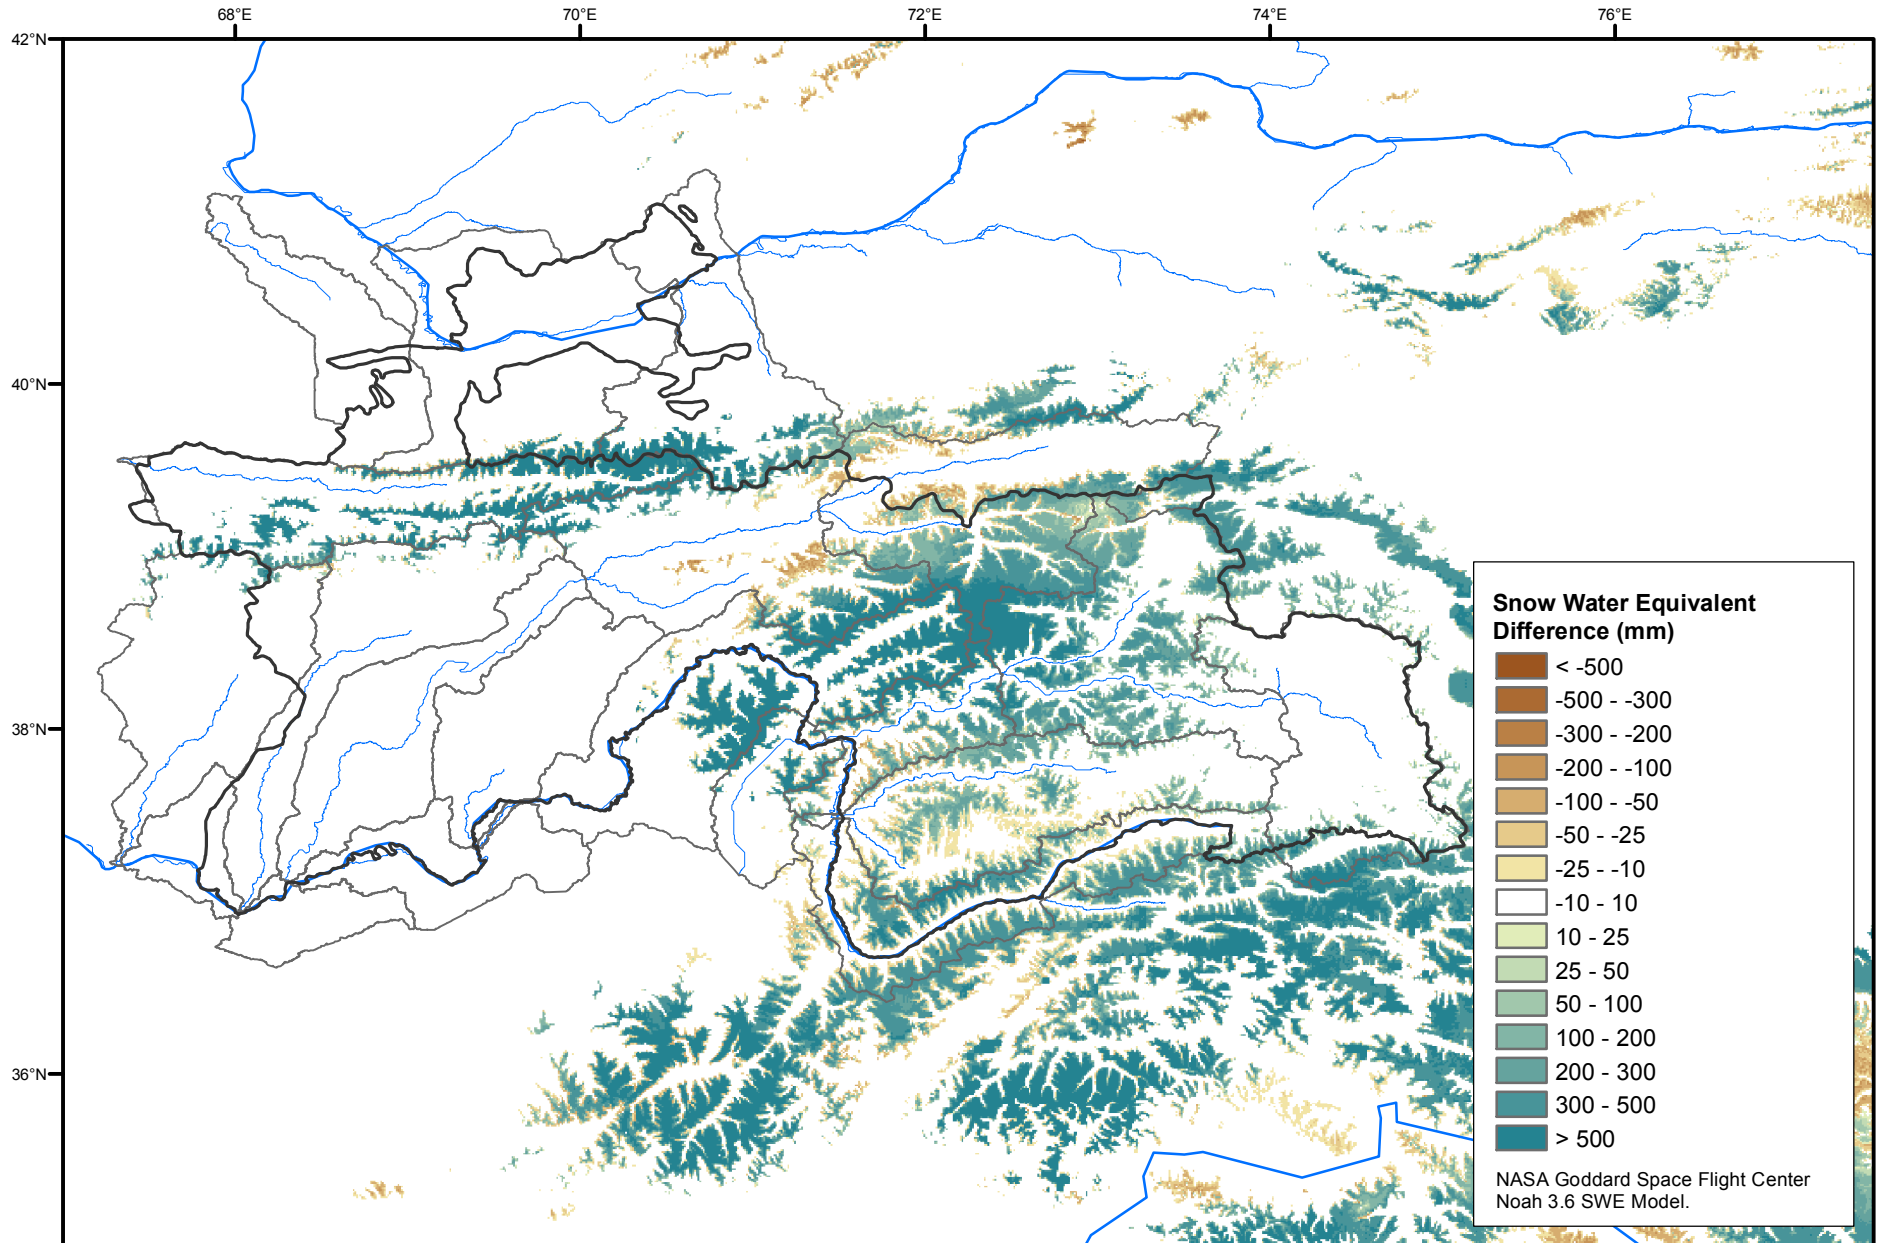 68°E 70°E 72°E 74°E 76°E
42°N
40°N
38°N
36°N
Snow Water Equivalent
Difference (mm)
< -500
-500 - -300
-300 - -200
-200 - -100
-100 - -50
-50 - -25
-25 - -10
-10 - 10
10 - 25
25 - 50
50 - 100
100 - 200
200 - 300
300 - 500
> 500
NASA Goddard Space Flight Center
Noah 3.6 SWE Model.